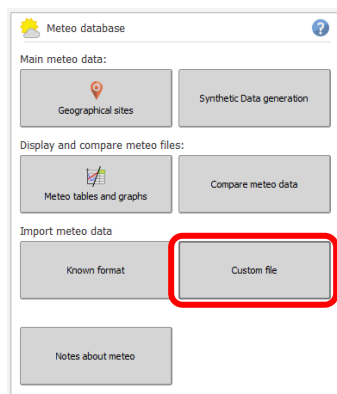 Meteo database ?
Main meteo data:
Geographical sites
Synthetic Data generation
Display and compare meteo files:
Meteo tables and graphs
Compare meteo data
Import meteo data
Known format
Custom file
Notes about meteo